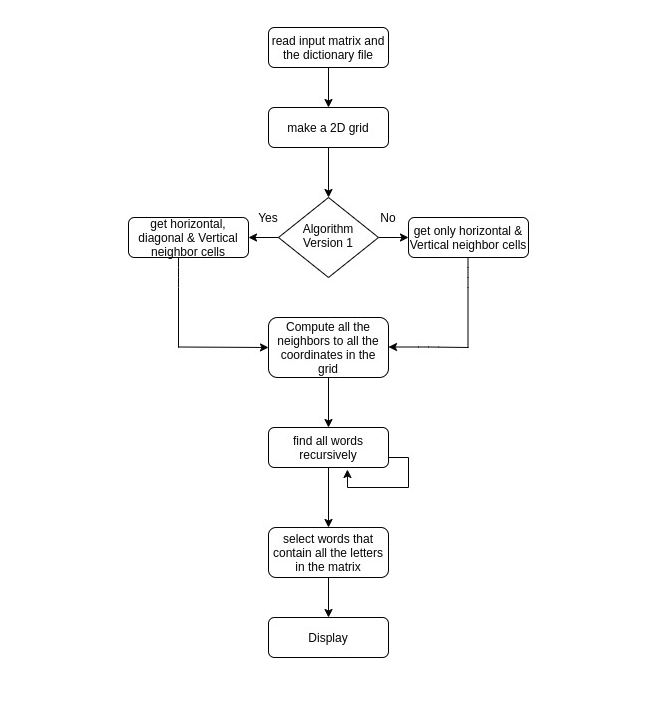 read input matrix and
the dictionary file
make a 2D grid
Yes
No
Algorithm
Version 1
get horizontal,
diagonal & Vertical
neighbor cells
get only horizontal &
Vertical neighbor cells
Compute all the
neighbors to all the
coordinates in the
grid
find all words
recursively
select words that
contain all the letters
in the matrix
Display